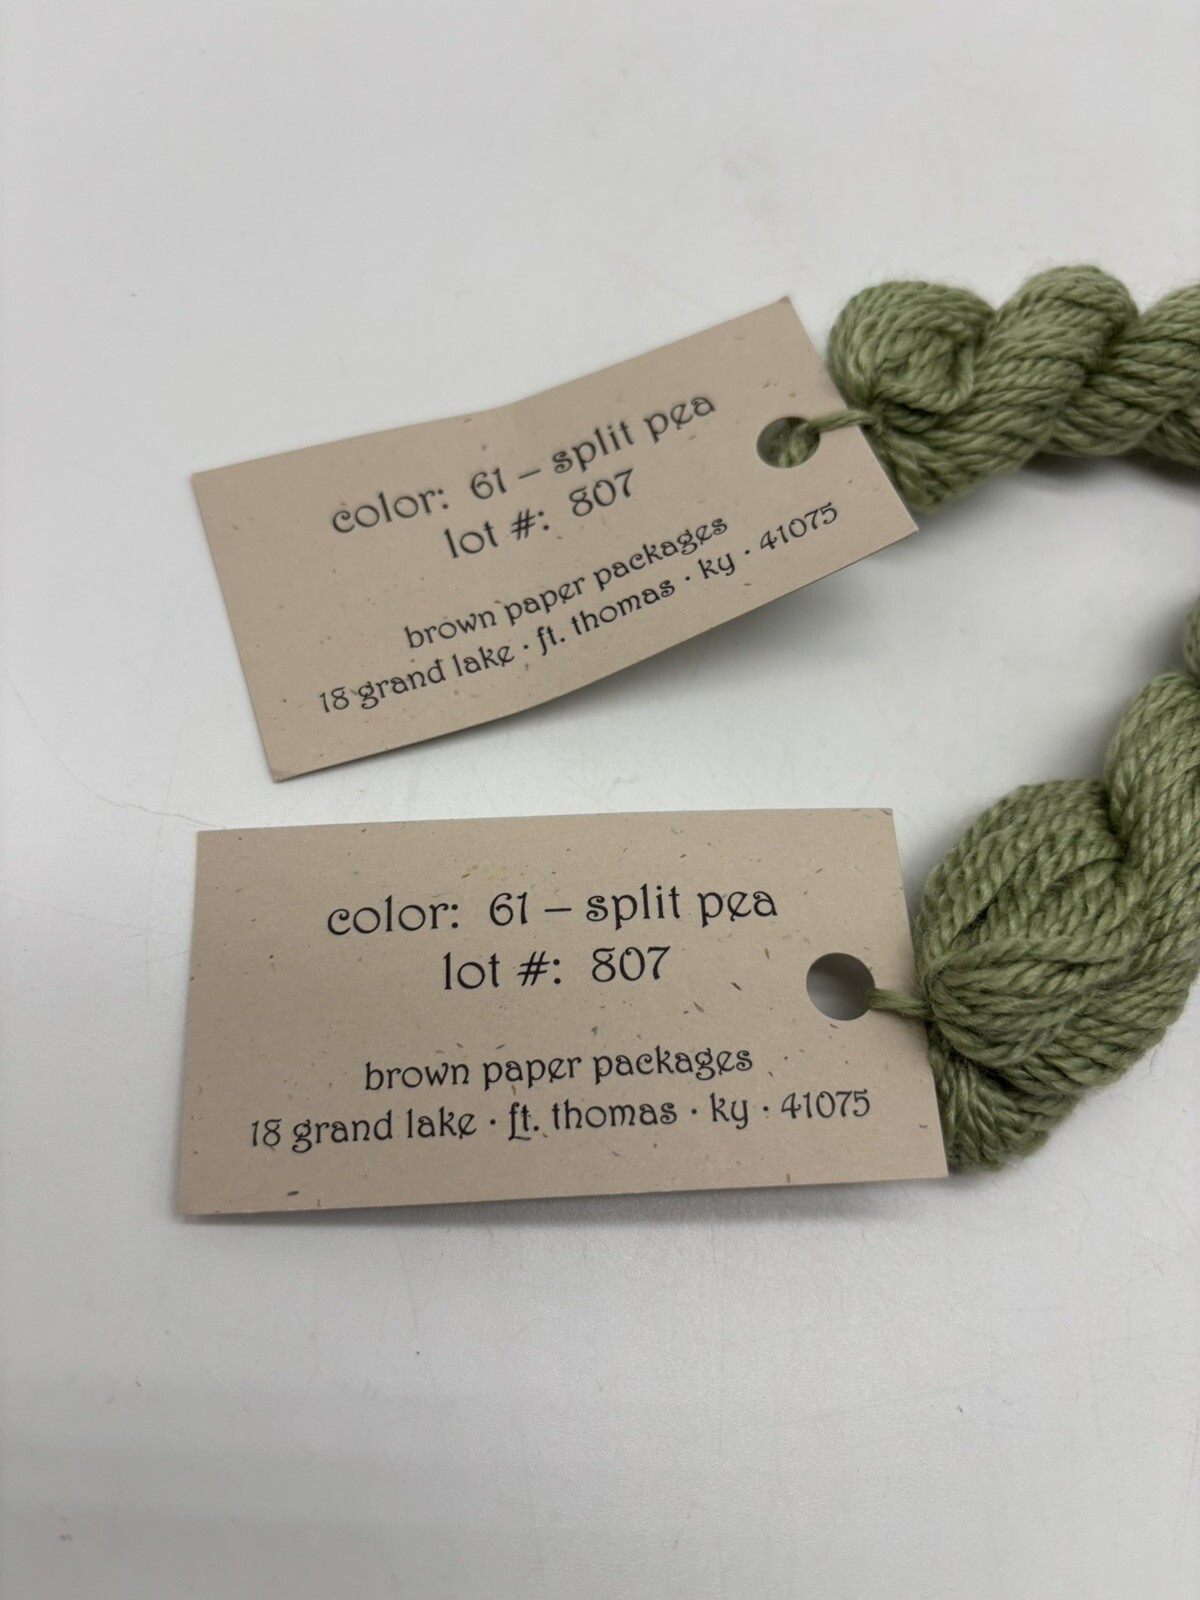 color: 61 – split pea
lot #: 807
brown paper packages
18 grand lake · ft. thomas · ky · 41075
color: 61 – split pea
lot #: 807
brown paper packages
18 grand lake · ft. thomas · ky · 41075